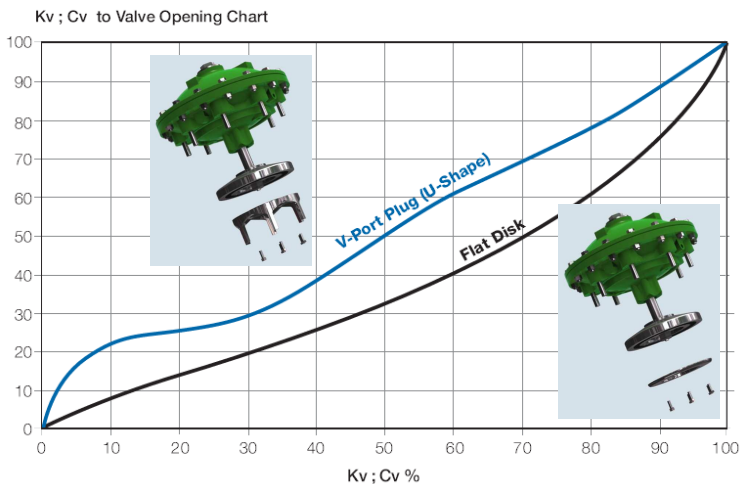 Kv ; Cv to Valve Opening Chart
100
90
80
70
60
50
40
30
20
10
0
V-Port Plug (U-Shape)
Flat Disk
0 10 20 30 40 50 60 70 80 90 100
Kv ; Cv %